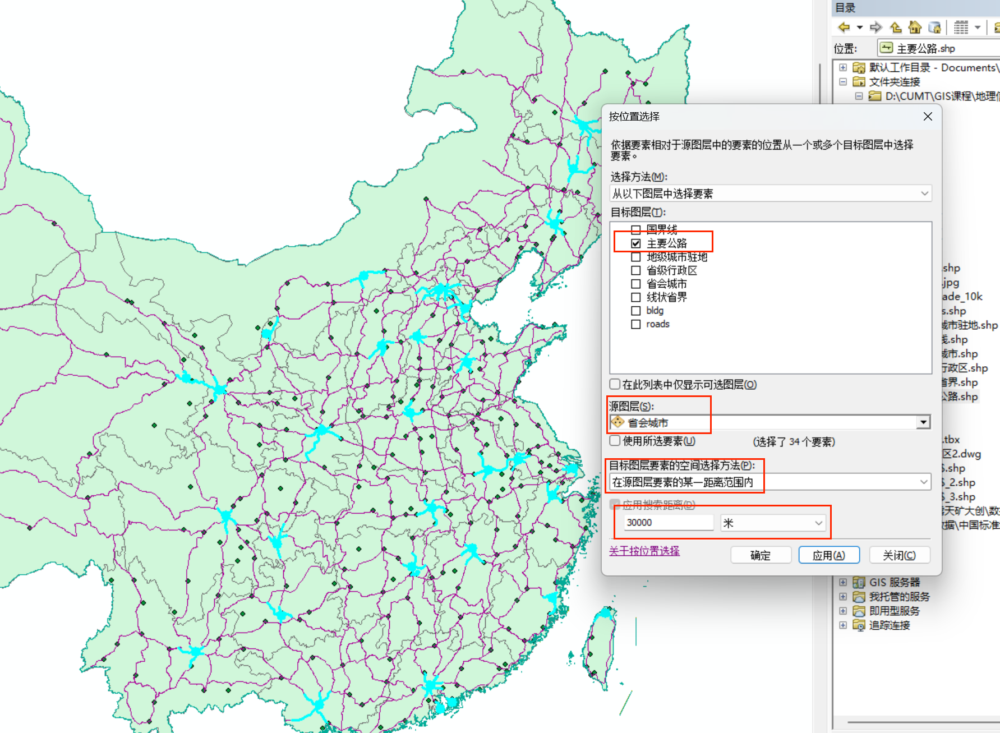 目录
位置:
主要公路.shp
默认工作目录 - Documents\
文件夹连接
D:\CUMT\GIS课程\地理信
按位置选择
依据要素相对于源图层中的要素的位置从一个或多个目标图层中选择
要素。
选择方法(M):
从以下图层中选择要素
目标图层(T):
国界线
主要公路
地级城市驻地
省级行政区
省会城市
线状省界
bldg
roads
在此列表中仅显示可选图层(O)
源图层(S):
省会城市
使用所选要素(U)
(选择了 34 个要素)
目标图层要素的空间选择方法(P):
在源图层要素的某一距离范围内
应用搜索距离(D)
30000
米
关于按位置选择
确定
应用(A)
关闭(C)
.shp
.jpg
ade_10k
s.shp
城市驻地.shp
线.shp
城市.shp
行政区.shp
省界.shp
公路.shp
.tbx
区2.dwg
.shp
_2.shp
_3.shp
天矿大创\数
数据\中国标准
GIS 服务器
我托管的服务
即用型服务
追踪连接